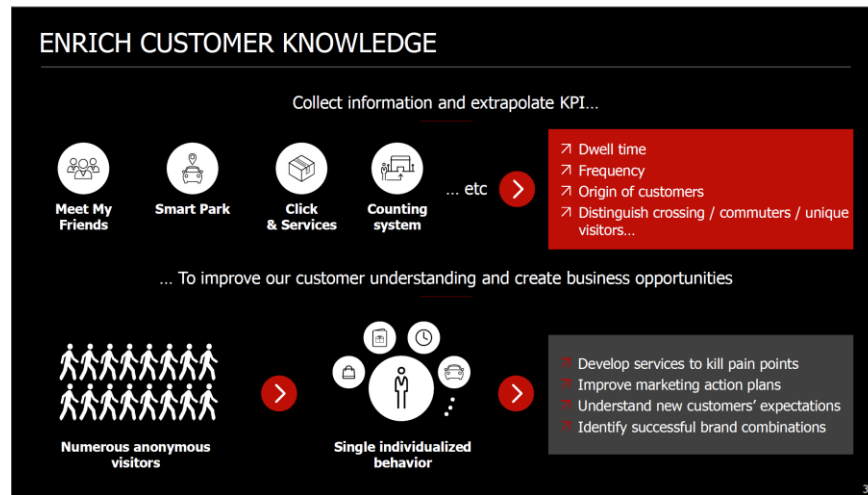 ENRICH CUSTOMER KNOWLEDGE
Collect information and extrapolate KPI...
Meet My
Friends
Smart Park
Click
& Services
Counting
system
... etc
Dwell time
Frequency
Origin of customers
Distinguish crossing / commuters / unique
visitors...
... To improve our customer understanding and create business opportunities
Numerous anonymous
visitors
Single individualized
behavior
Develop services to kill pain points
Improve marketing action plans
Understand new customers' expectations
Identify successful brand combinations
3